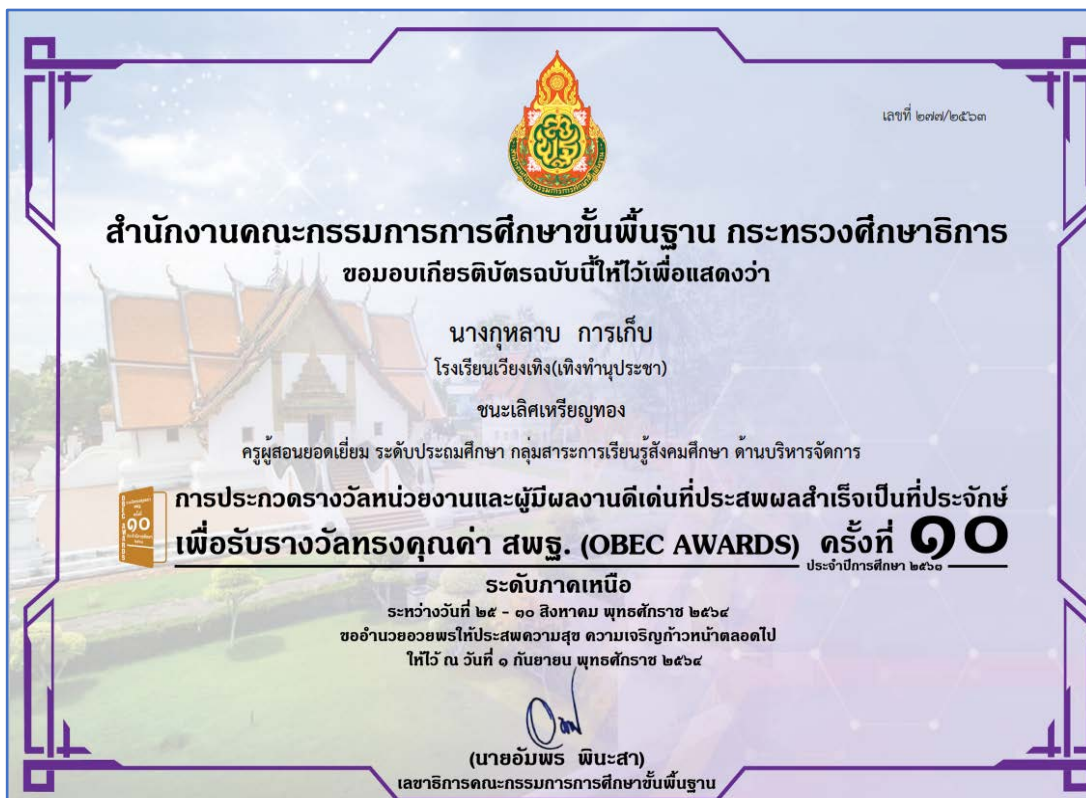 เลขที่ ๒๗๗/๒๕๖๓
สำนักงานคณะกรรมการการศึกษาขั้นพื้นฐาน กระทรวงศึกษาธิการ
ขอมอบเกียรติบัตรฉบับนี้ให้ไว้เพื่อแสดงว่า
นางกุหลาบ การเก็บ
โรงเรียนเวียงเทิง(เทิงทำนุประชา)
ชนะเลิศเหรียญทอง
ครูผู้สอนยอดเยี่ยม ระดับประถมศึกษา กลุ่มสาระการเรียนรู้สังคมศึกษา ด้านบริหารจัดการ
การประกวดรางวัลหน่วยงานและผู้มีผลงานดีเด่นที่ประสพผลสำเร็จเป็นที่ประจักษ์
เพื่อรับรางวัลทรงคุณค่า สพฐ. (OBEC AWARDS) ครั้งที่ ๑๐
ประจำปีการศึกษา ๒๕๖๓
ระดับภาคเหนือ
ระหว่างวันที่ ๒๕ - ๓๐ สิงหาคม พุทธศักราช ๒๕๖๔
ขออำนวยอวยพรให้ประสพความสุข ความเจริญก้าวหน้าตลอดไป
ให้ไว้ ณ วันที่ ๑ กันยายน พุทธศักราช ๒๕๖๔
(นายอัมพร พินะสา)
เลขาธิการคณะกรรมการการศึกษาขั้นพื้นฐาน